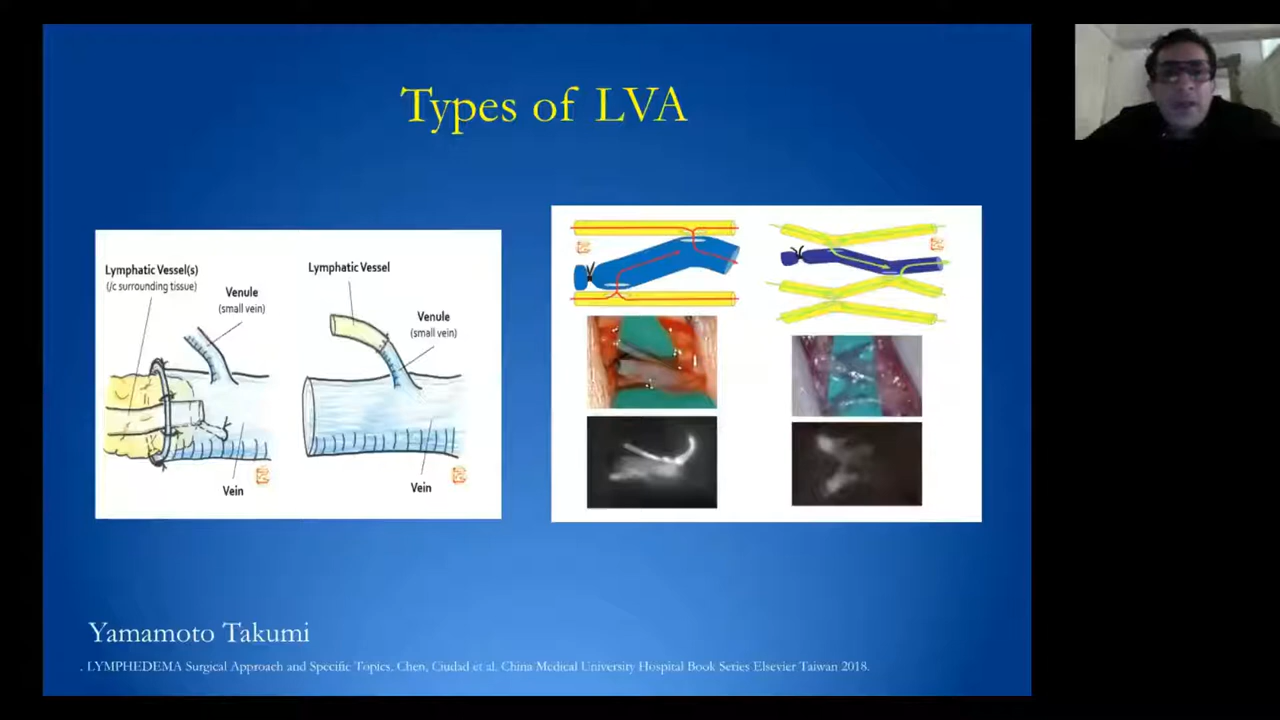 Types of LVA
Lymphatic Vessel(s)
(/c surrounding tissue)
Venule
(small vein)
Vein
Lymphatic Vessel
Venule
(small vein)
Vein
Yamamoto Takumi
. LYMPHEDEMA Surgical Approach and Specific Topics. Chen, Ciudad et al. China Medical University Hospital Book Series Elsevier Taiwan 2018.